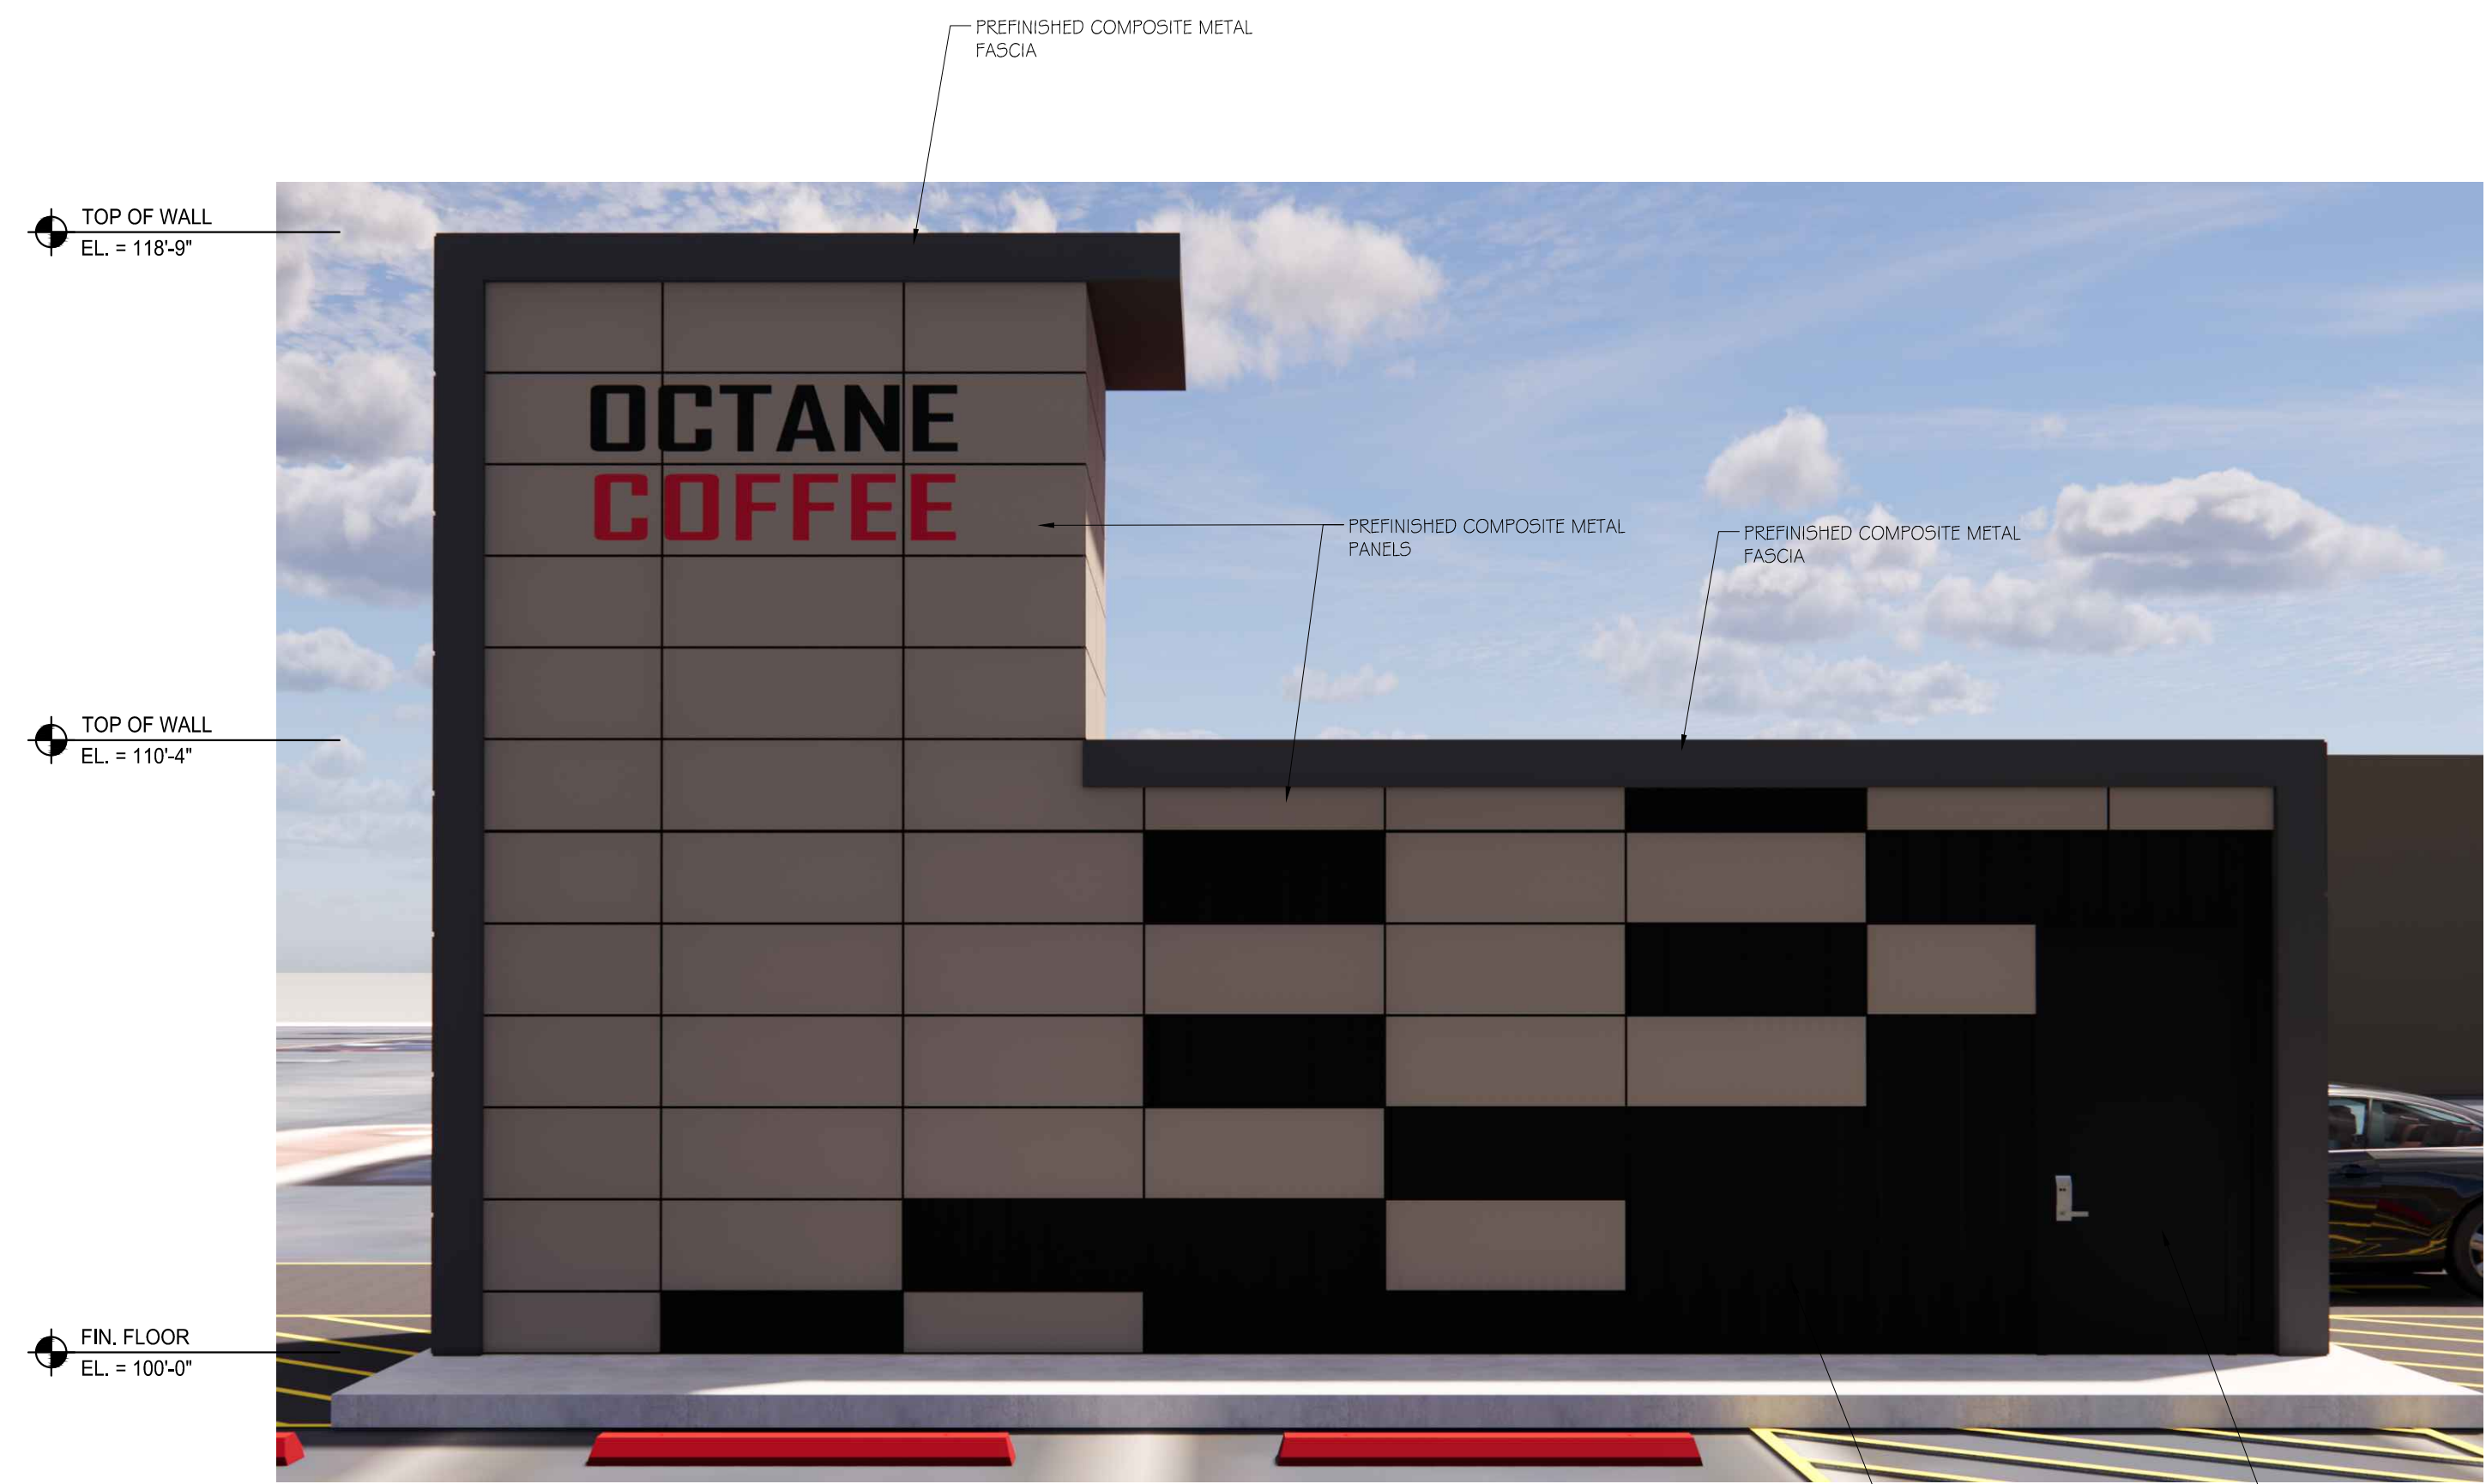 PREFINISHED COMPOSITE METAL
FASCIA
TOP OF WALL
EL. = 118'-9"
OCTANE
COFFEE
PREFINISHED COMPOSITE METAL
PANELS
PREFINISHED COMPOSITE METAL
FASCIA
TOP OF WALL
EL. = 110'-4"
FIN. FLOOR
EL. = 100'-0"